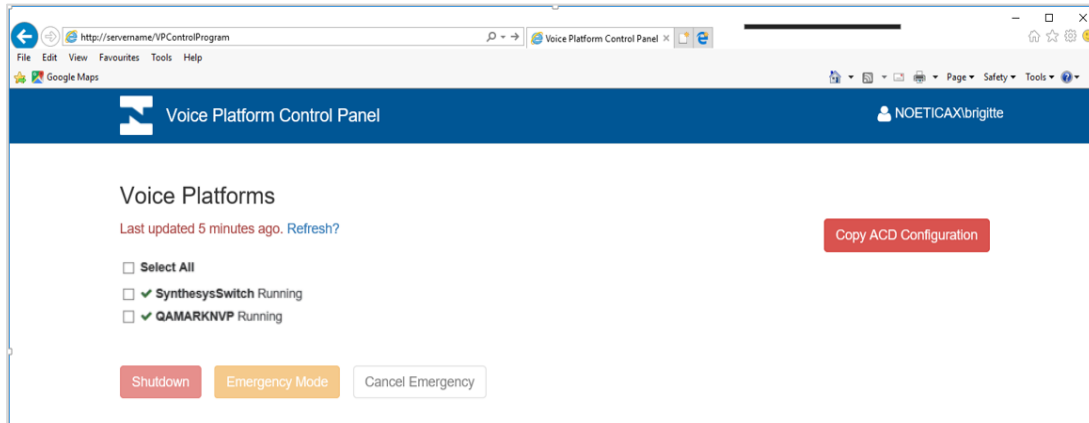 http://servername/VPControlProgram
Voice Platform Control Panel
File Edit View Favourites Tools Help
Google Maps
Page Safety Tools
Voice Platform Control Panel
NOETICAX\brigitte
Voice Platforms
Last updated 5 minutes ago. Refresh?
Copy ACD Configuration
Select All
SynthesysSwitch Running
QAMARKNVP Running
Shutdown Emergency Mode Cancel Emergency